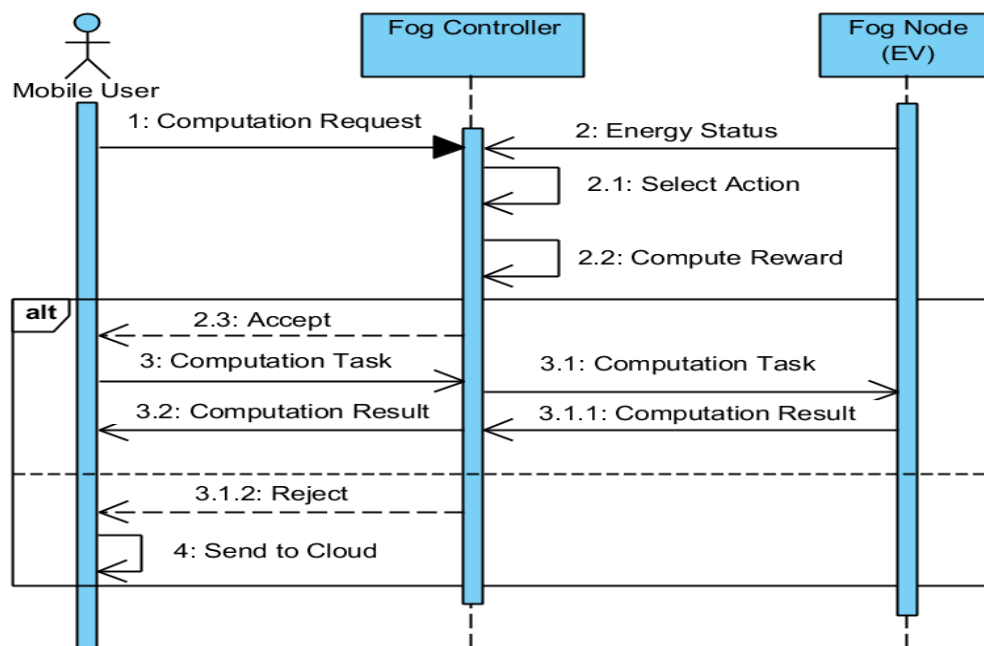 Fog Controller
Fog Node
(EV)
Mobile User
1: Computation Request
2: Energy Status
2.1: Select Action
2.2: Compute Reward
alt
2.3: Accept
3: Computation Task
3.1: Computation Task
3.2: Computation Result
3.1.1: Computation Result
3.1.2: Reject
4: Send to Cloud